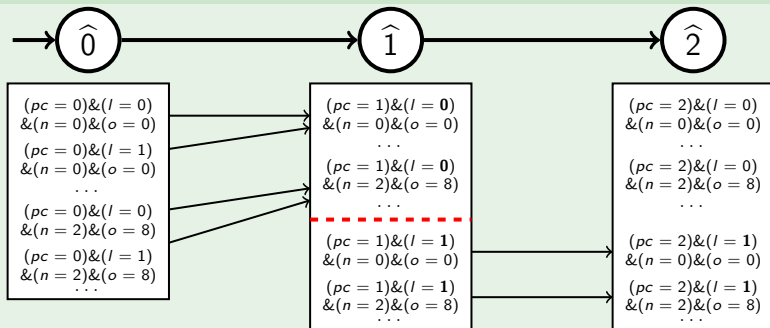 0̂
1̂
2̂
(pc = 0)&(l = 0)
&(n = 0)&(o = 0)
(pc = 0)&(l = 1)
&(n = 0)&(o = 0)
...
(pc = 0)&(l = 0)
&(n = 2)&(o = 8)
(pc = 0)&(l = 1)
&(n = 2)&(o = 8)
...
(pc = 1)&(l = 0)
&(n = 0)&(o = 0)
...
(pc = 1)&(l = 0)
&(n = 2)&(o = 8)
...
(pc = 1)&(l = 1)
&(n = 0)&(o = 0)
(pc = 1)&(l = 1)
&(n = 2)&(o = 8)
...
(pc = 2)&(l = 0)
&(n = 0)&(o = 0)
...
(pc = 2)&(l = 0)
&(n = 2)&(o = 8)
...
(pc = 2)&(l = 1)
&(n = 0)&(o = 0)
(pc = 2)&(l = 1)
&(n = 2)&(o = 8)
...